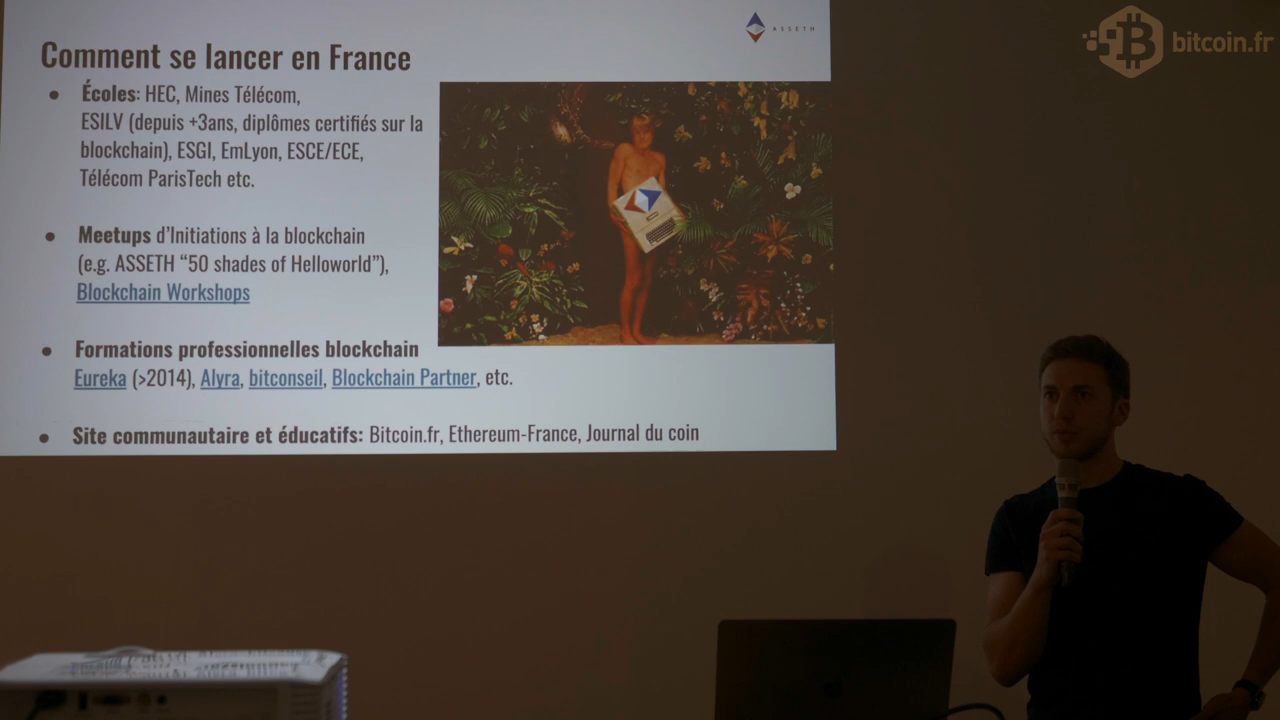 ASSETH
bitcoin.fr
Comment se lancer en France
● Écoles: HEC, Mines Télécom,
ESILV (depuis +3ans, diplômes certifiés sur la
blockchain), ESGI, EmLyon, ESCE/ECE,
Télécom ParisTech etc.
● Meetups d'Initiations à la blockchain
(e.g. ASSETH “50 shades of Helloworld”),
Blockchain Workshops
● Formations professionnelles blockchain
Eureka (>2014), Alyra, bitconseil, Blockchain Partner, etc.
● Site communautaire et éducatifs: Bitcoin.fr, Ethereum-France, Journal du coin